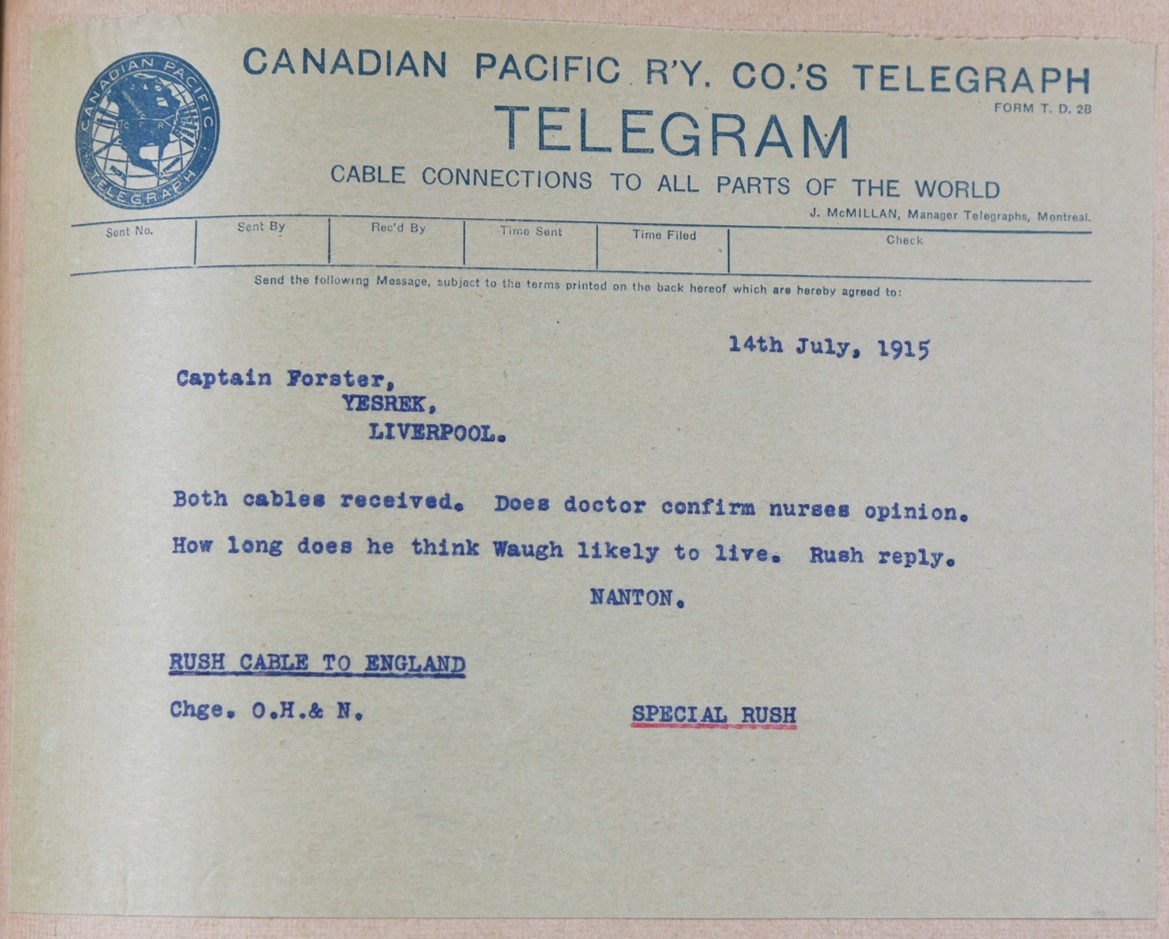 CANADIAN PACIFIC R'Y. CO.'S TELEGRAPH
FORM T. D. 2B
TELEGRAM
CABLE CONNECTIONS TO ALL PARTS OF THE WORLD
J. McMILLAN, Manager Telegraphs, Montreal.
CANADIAN PACIFIC
TELEGRAPH
Sent No. Sent By Rec'd By Time Sent Time Filed Check
Send the following Message, subject to the terms printed on the back hereof which are hereby agreed to:
14th July, 1915
Captain Forster,
YESREK,
LIVERPOOL.
Both cables received. Does doctor confirm nurses opinion.
How long does he think Waugh likely to live. Rush reply.
NANTON.
RUSH CABLE TO ENGLAND
Chge. O.H.& N. SPECIAL RUSH